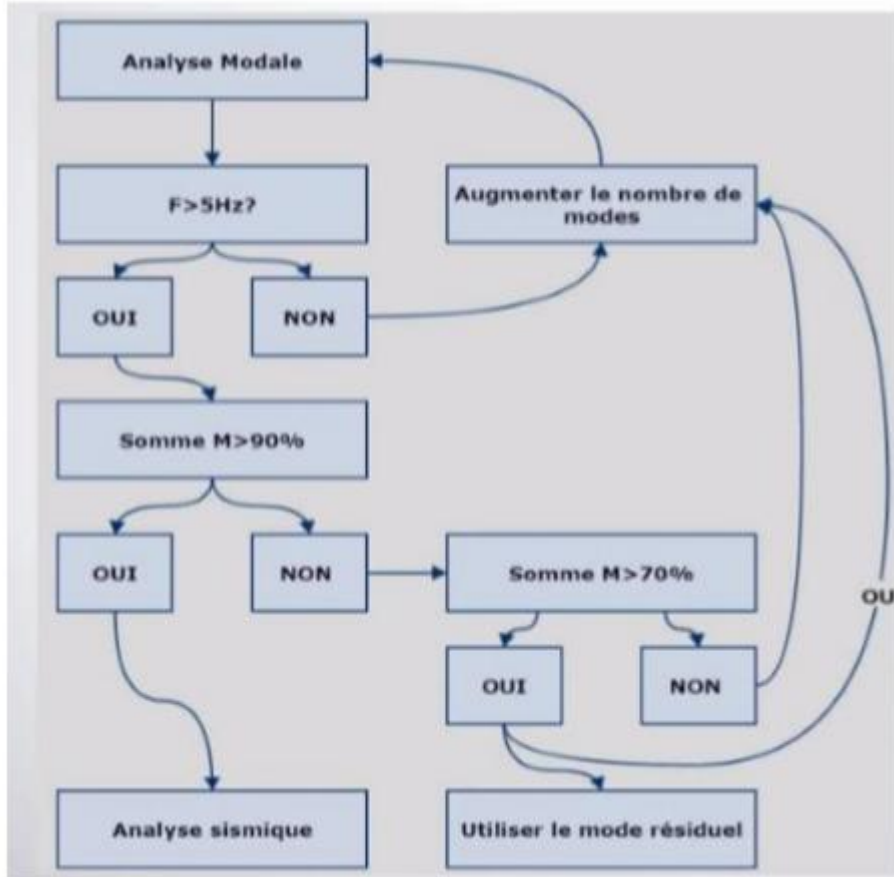 Analyse Modale
F>5Hz?
Augmenter le nombre de
modes
OUI
NON
Somme M>90%
OUI
NON
Somme M>70%
OU
OUI
NON
Analyse sismique
Utiliser le mode résiduel